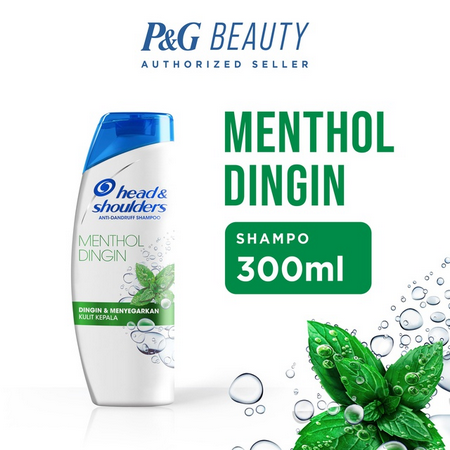 P&G BEAUTY
AUTHORIZED SELLER
MENTHOL
DINGIN
SHAMPO
300ml
head &
shoulders
ANTI-DANDRUFF SHAMPOO
MENTHOL
DINGIN
DINGIN & MENYEGARKAN
KULIT KEPALA